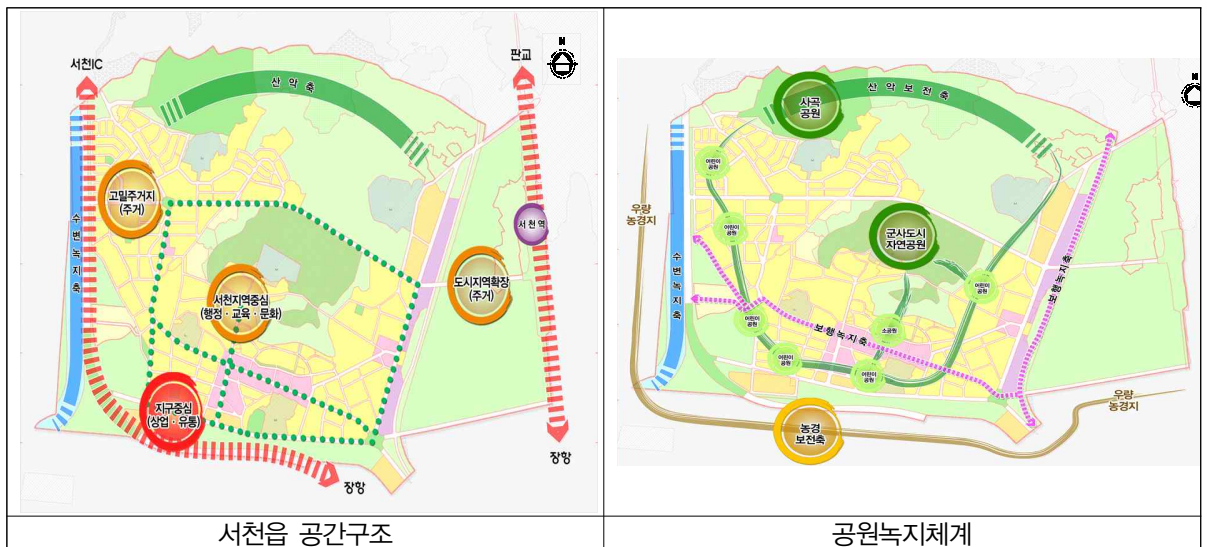 서천IC
판교
N
산악축
고밀주거지
(주거)
수변녹지축
서천역
도시지역확장
(주거)
서천지역중심
(행정·교육·문화)
지구중심
(상업·유통)
장항
장항
서천읍 공간구조
N
산악보전축
사곡
공원
어린이
공원
우량
농경지
어린이
공원
군사도시
자연공원
수변녹지축
보행녹지축
어린이
공원
어린이
공원
보행녹지축
소공원
어린이
공원
어린이
공원
우량
농경지
농경
보전축
공원녹지체계